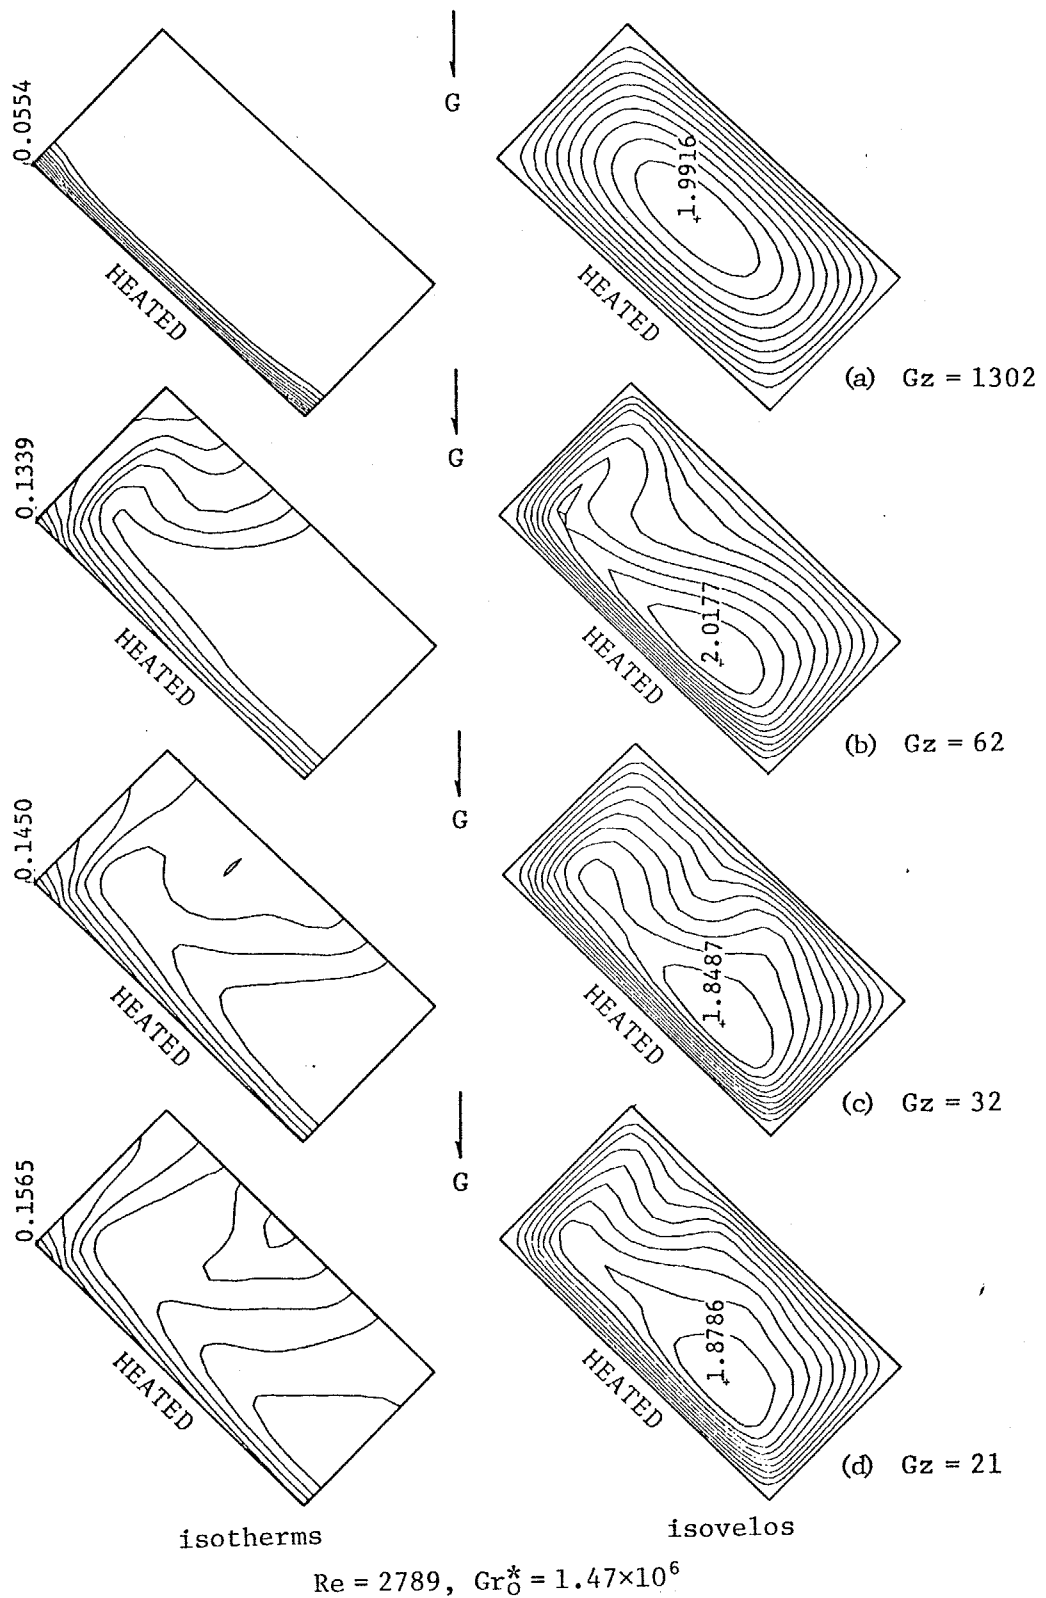 0.0554
G
1.9916
HEATED
HEATED
(a) Gz = 1302
0.1339
G
2.0177
HEATED
HEATED
(b) Gz = 62
0.1450
G
1.8487
HEATED
HEATED
(c) Gz = 32
0.1565
G
1.8786
HEATED
HEATED
(d) Gz = 21
isotherms
isovelos
Re = 2789, Gr*o = 1.47×10⁶